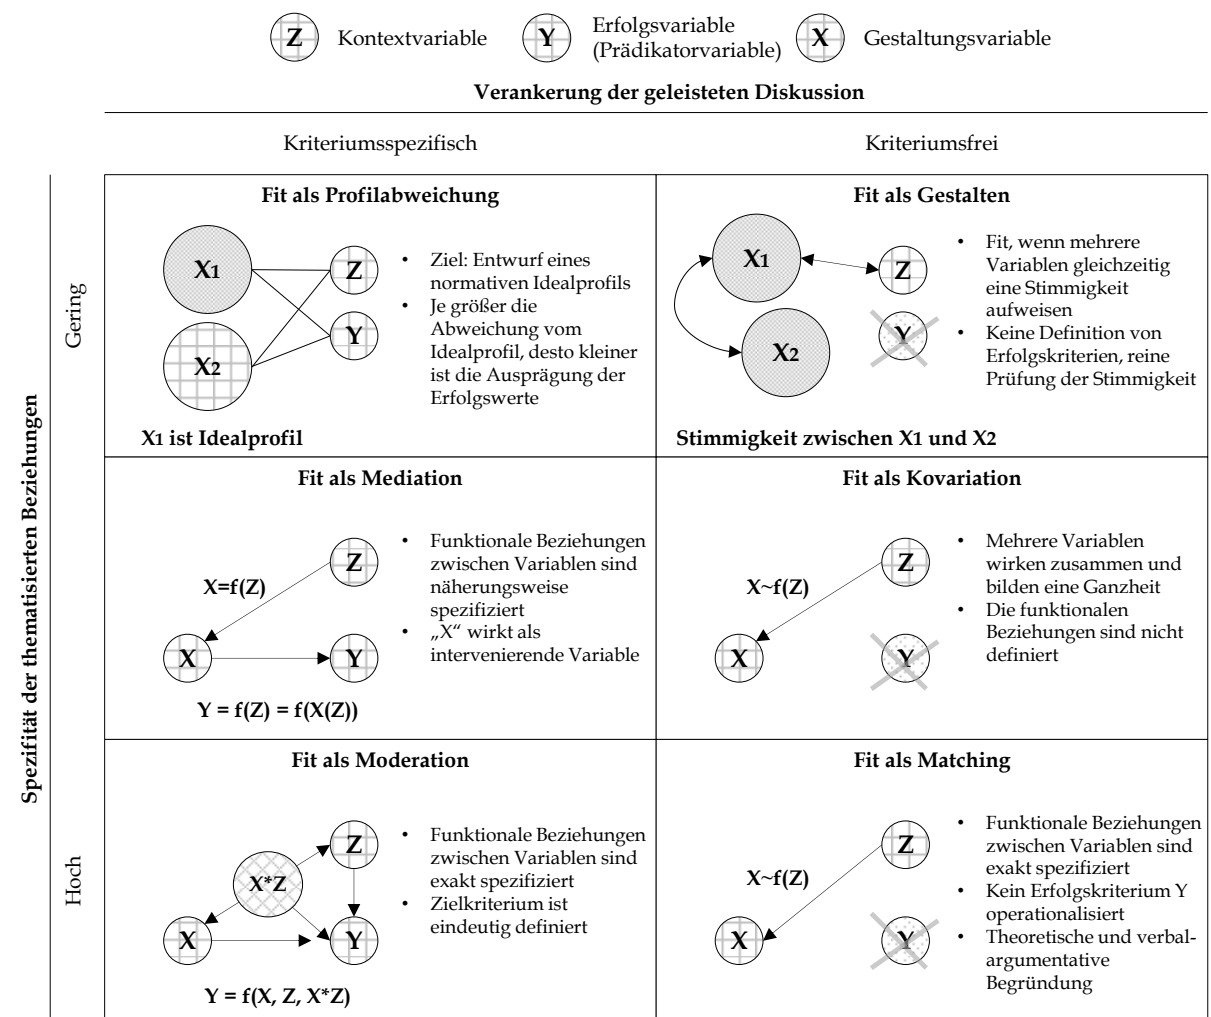 Z Kontextvariable
Y Erfolgsvariable
(Prädikatorvariable)
X Gestaltungsvariable
Verankerung der geleisteten Diskussion
Kriteriumsspezifisch
Kriteriumsfrei
Spezifität der thematisierten Beziehungen
Gering
Hoch
Fit als Profilabweichung
X1
X2
Z
Y
• Ziel: Entwurf eines
normativen Idealprofils
• Je größer die
Abweichung vom
Idealprofil, desto kleiner
ist die Ausprägung der
Erfolgswerte
X1 ist Idealprofil
Fit als Gestalten
X1
X2
Z
Y
• Fit, wenn mehrere
Variablen gleichzeitig
eine Stimmigkeit
aufweisen
• Keine Definition von
Erfolgskriterien, reine
Prüfung der Stimmigkeit
Stimmigkeit zwischen X1 und X2
Fit als Mediation
Z
X=f(Z)
X
Y
• Funktionale Beziehungen
zwischen Variablen sind
näherungsweise
spezifiziert
• „X“ wirkt als
intervenierende Variable
Y = f(Z) = f(X(Z))
Fit als Kovariation
Z
X~f(Z)
X
Y
• Mehrere Variablen
wirken zusammen und
bilden eine Ganzheit
• Die funktionalen
Beziehungen sind nicht
definiert
Fit als Moderation
Z
X*Z
X
Y
• Funktionale Beziehungen
zwischen Variablen sind
exakt spezifiziert
• Zielkriterium ist
eindeutig definiert
Y = f(X, Z, X*Z)
Fit als Matching
Z
X~f(Z)
X
Y
• Funktionale Beziehungen
zwischen Variablen sind
exakt spezifiziert
• Kein Erfolgskriterium Y
operationalisiert
• Theoretische und verbal-
argumentative
Begründung